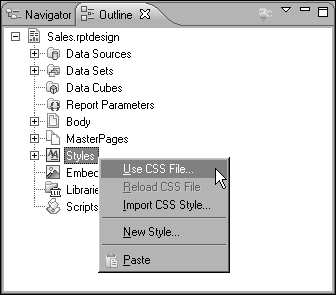 Navigator Outline
Sales.rptdesign
Data Sources
Data Sets
Data Cubes
Report Parameters
Body
MasterPages
Styles
Use CSS File...
Embed
Reload CSS File
Librarie
Import CSS Style...
Scripts
New Style...
Paste